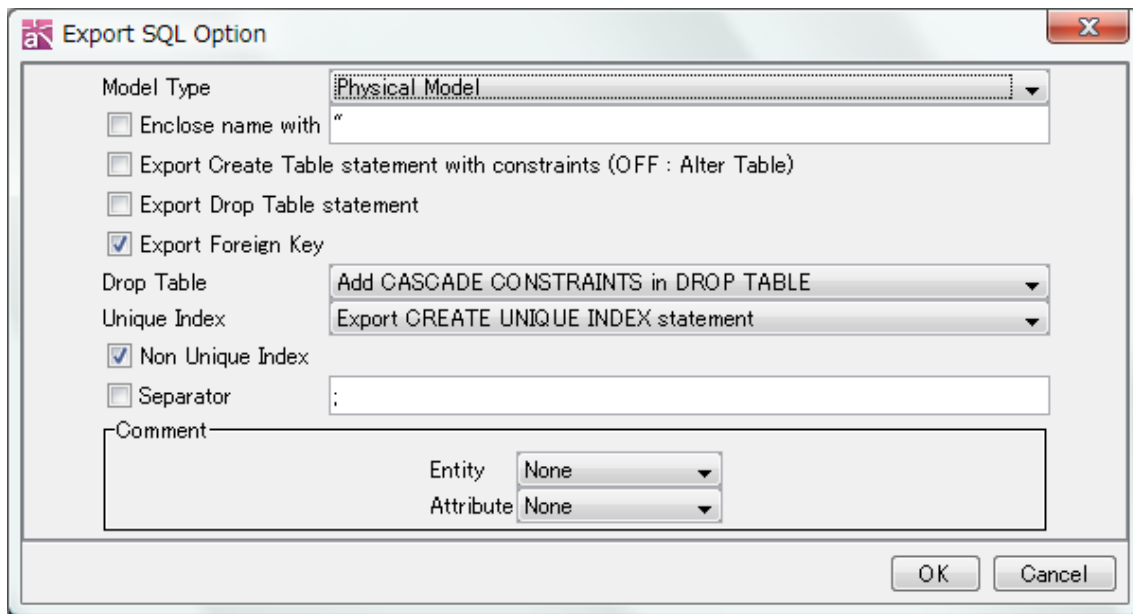 Export SQL Option
Model Type Physical Model
Enclose name with "
Export Create Table statement with constraints (OFF : Alter Table)
Export Drop Table statement
Export Foreign Key
Drop Table Add CASCADE CONSTRAINTS in DROP TABLE
Unique Index Export CREATE UNIQUE INDEX statement
Non Unique Index
Separator ;
Comment
Entity None
Attribute None
OK Cancel